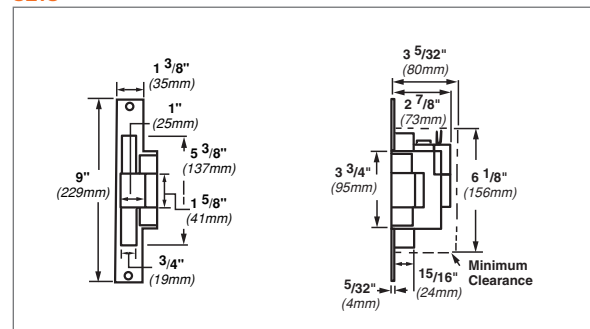 1 3/8"
(35mm)
1"
(25mm)
5 3/8"
(137mm)
9"
(229mm)
1 5/8"
(41mm)
3/4"
(19mm)
3 5/32"
(80mm)
2 7/8"
(73mm)
3 3/4"
(95mm)
6 1/8"
(156mm)
Minimum
Clearance
15/16"
(24mm)
5/32"
(4mm)